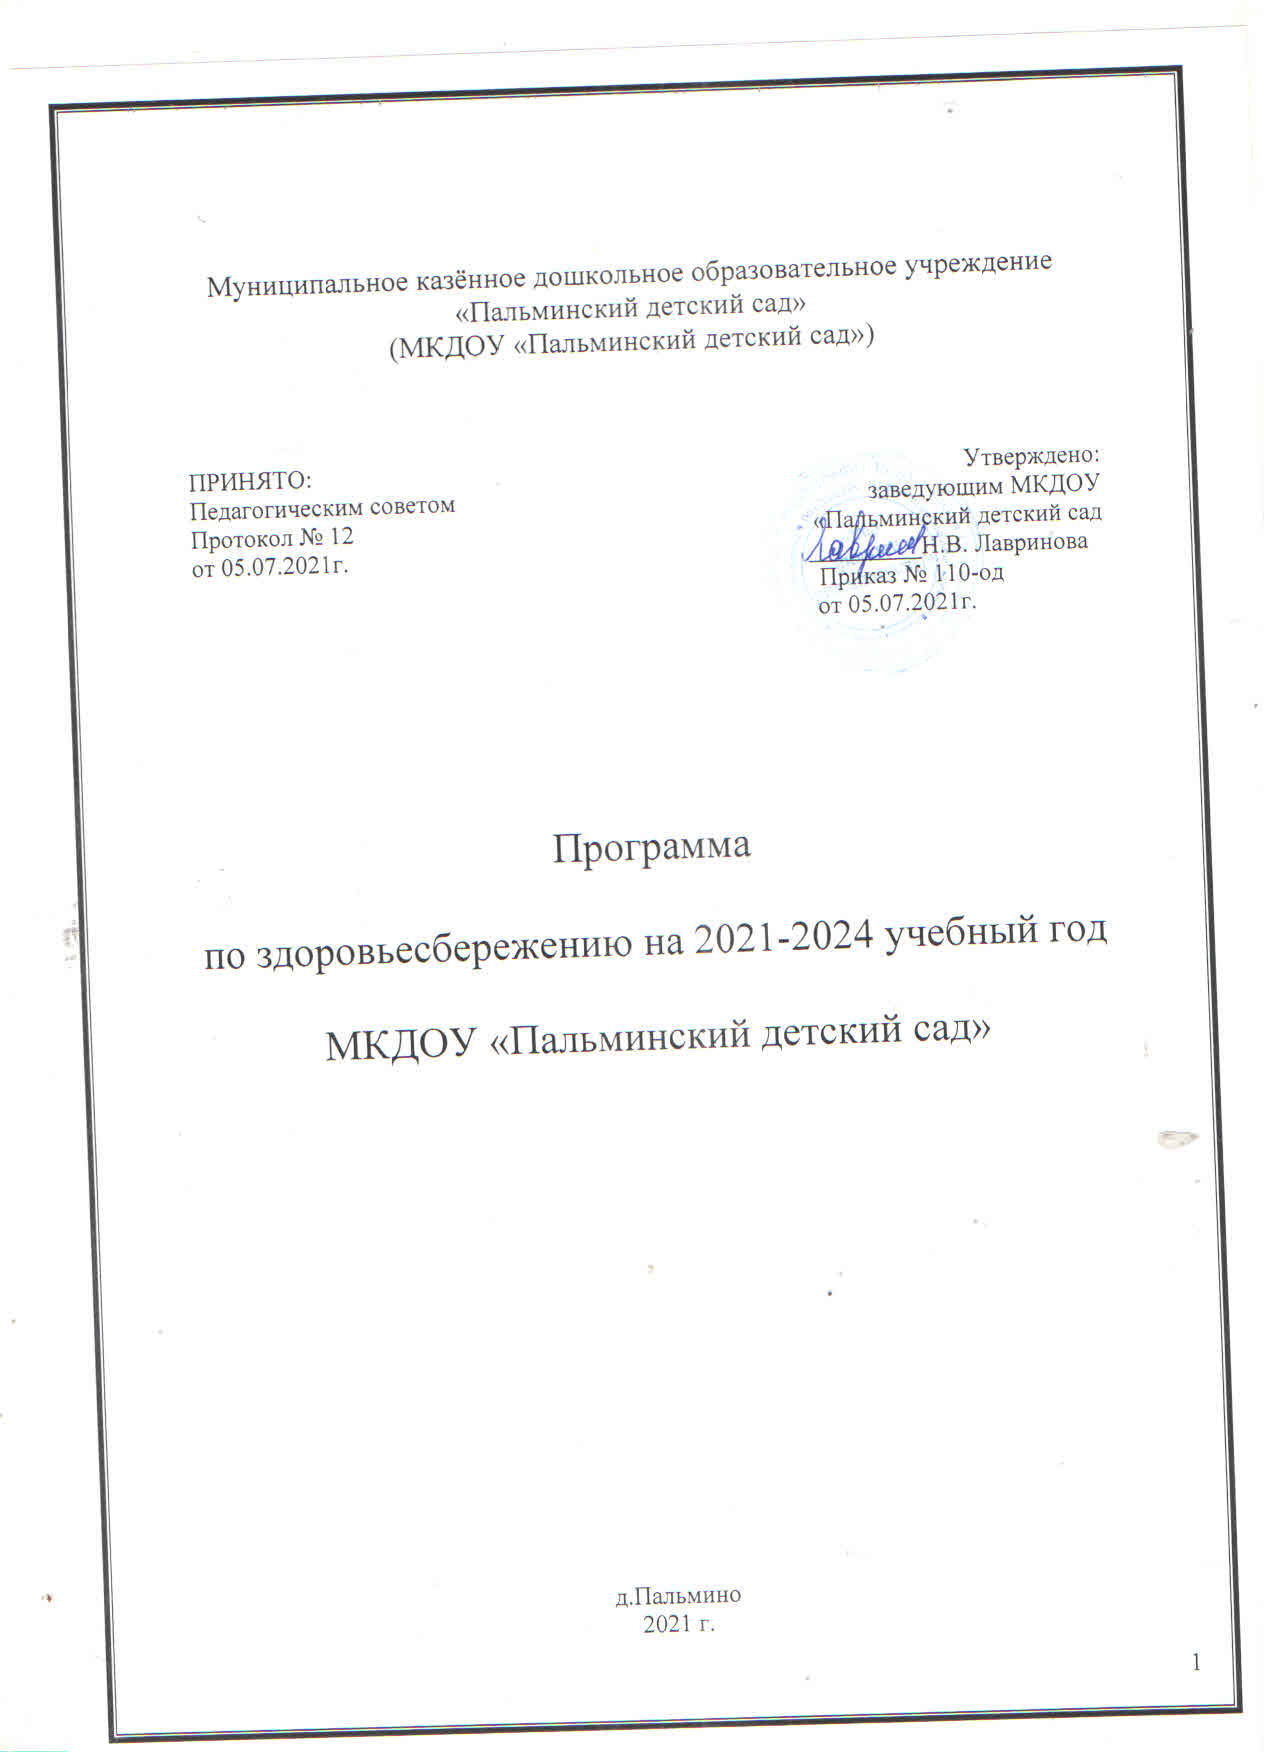 Муниципальное казённое дошкольное образовательное учреждение
«Пальминский детский сад»
(МКДОУ «Пальминский детский сад»)
ПРИНЯТО:
Педагогическим советом
Протокол № 12
от 05.07.2021г.
Утверждено:
заведующим МКДОУ
«Пальминский детский сад
Н.В. Лавринова
Приказ № 110-од
от 05.07.2021г.
Программа
по здоровьесбережению на 2021-2024 учебный год
МКДОУ «Пальминский детский сад»
д.Пальмино
2021 г.
1